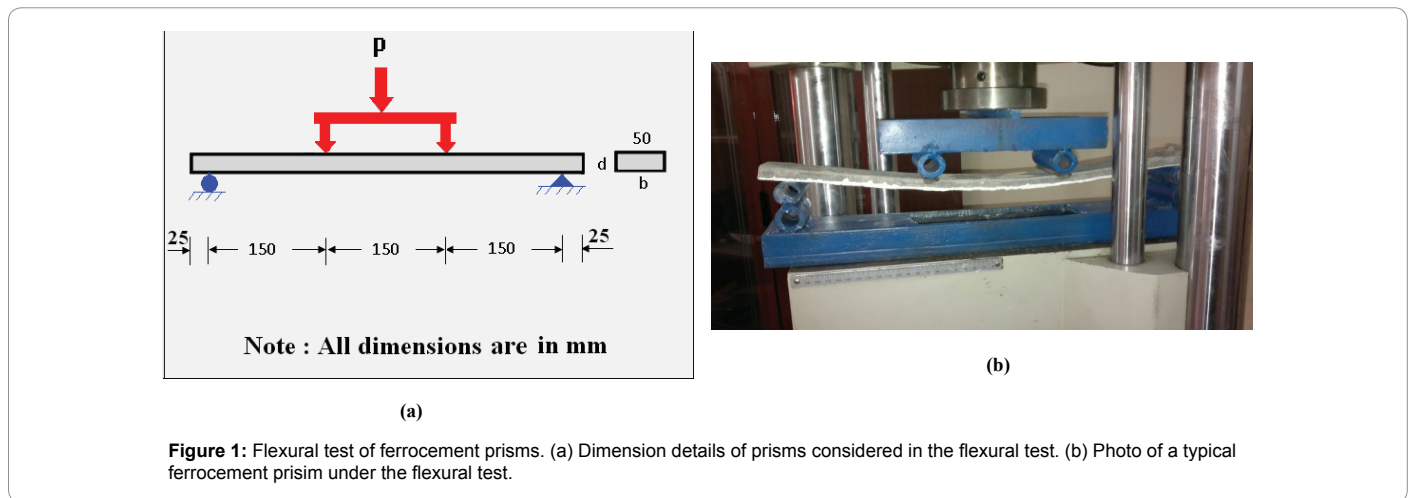 P
d
50
b
25
150
150
150
25
Note : All dimensions are in mm
(a)
(b)
Figure 1: Flexural test of ferrocement prisms. (a) Dimension details of prisms considered in the flexural test. (b) Photo of a typical
ferrocement prisim under the flexural test.